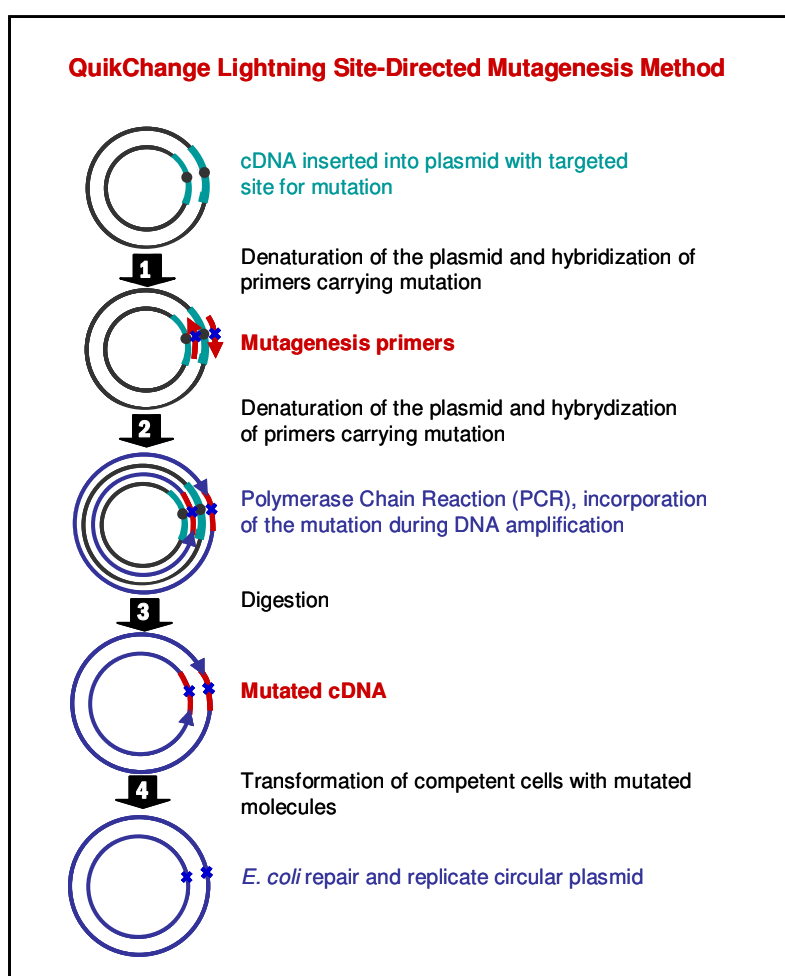 QuikChange Lightning Site-Directed Mutagenesis Method
cDNA inserted into plasmid with targeted
site for mutation
1
Denaturation of the plasmid and hybridization of
primers carrying mutation
Mutagenesis primers
2
Denaturation of the plasmid and hybrydization
of primers carrying mutation
Polymerase Chain Reaction (PCR), incorporation
of the mutation during DNA amplification
3
Digestion
Mutated cDNA
4
Transformation of competent cells with mutated
molecules
E. coli repair and replicate circular plasmid